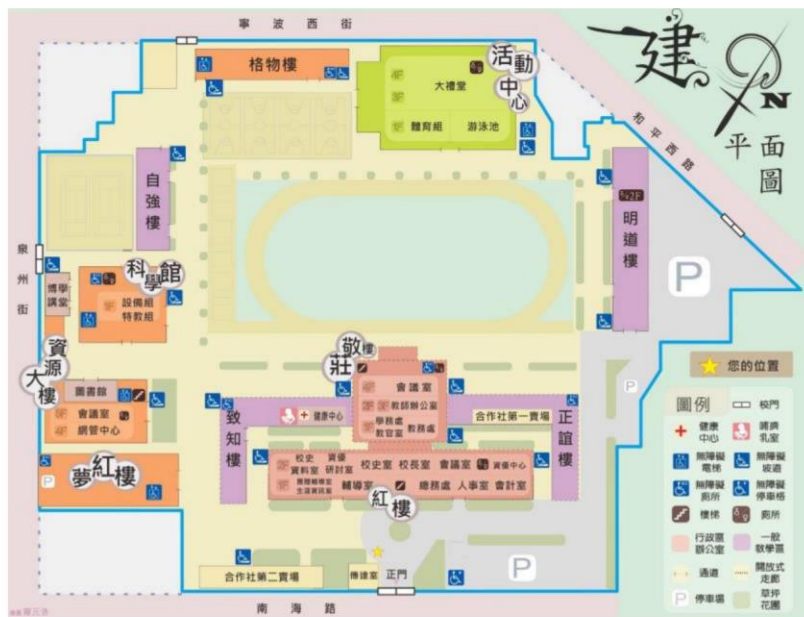 寧波西街
建中
N
平面圖
和平西路
格物樓
活動中心
大禮堂
體育組
游泳池
自強樓
明道樓
2F
P
泉州街
科學館
博學講堂
設備組
特教組
資源大樓
圖書館
會議室
網管中心
敬樓
莊
會議室
教師辦公室
學務處
教官室
教務處
致知樓
健康中心
合作社第一賣場
正誼樓
夢紅樓
P
校史資料室
資優研討室
校史室
校長室
會議室
資優中心
輔導室
總務處
人事室
會計室
紅樓
合作社第二賣場
傳達室
正門
P
P
南海路
您的位置
圖例
校門
健康中心
哺擠乳室
無障礙電梯
無障礙坡道
無障礙廁所
無障礙停車格
樓梯
廁所
行政區辦公室
一般教學區
通道
開放式走廊
P
停車場
草坪花圃